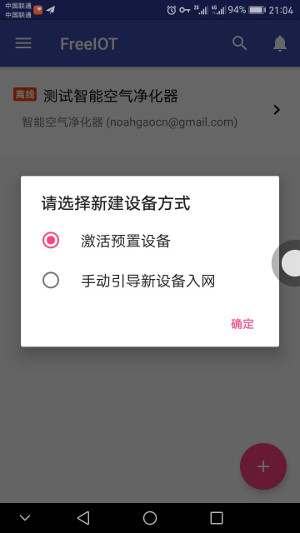 中国联通
中国联通
94%
21:04
FreeIOT
离线
测试智能空气净化器
智能空气净化器 (noahgaocn@gmail.com)
请选择新建设备方式
激活预置设备
手动引导新设备入网
确定